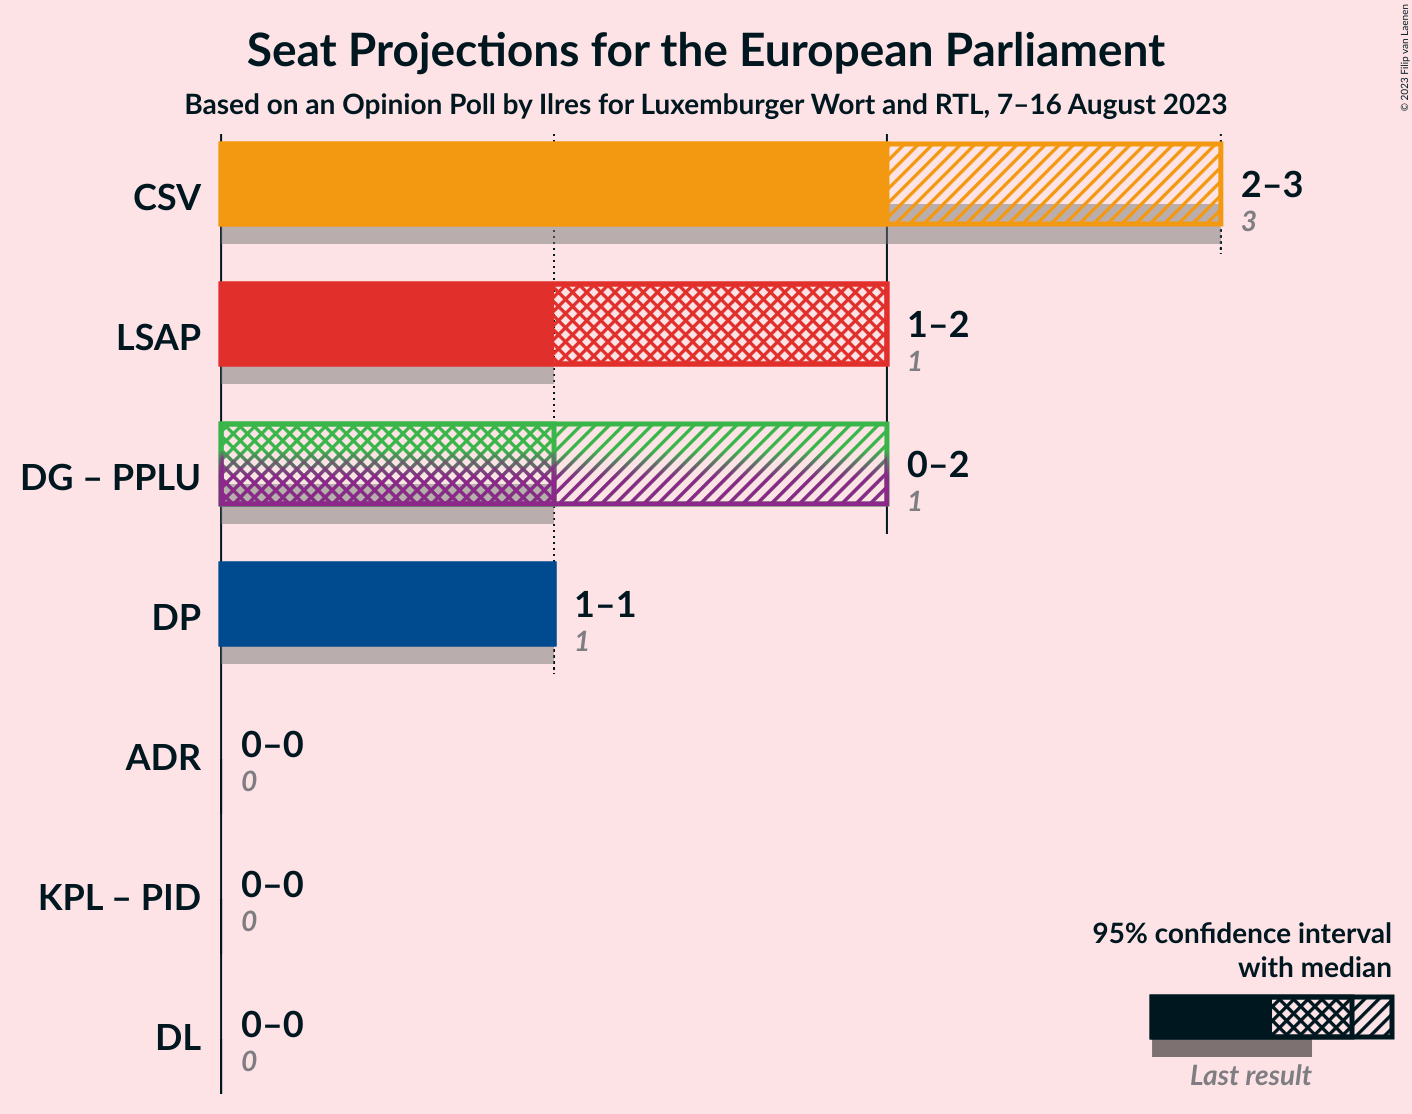 Seat Projections for the European Parliament
Based on an Opinion Poll by Ilres for Luxemburger Wort and RTL, 7–16 August 2023
© 2023 Filip van Laenen
CSV
2–3
3
LSAP
1–2
1
DG – PPLU
0–2
1
DP
1–1
1
ADR
0–0
0
KPL – PID
0–0
0
DL
0–0
0
95% confidence interval
with median
Last result